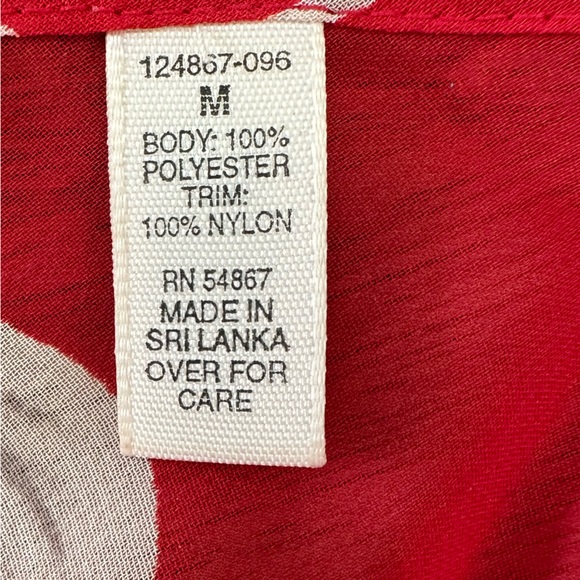 124867-096
M
BODY: 100%
POLYESTER
TRIM:
100% NYLON
RN 54867
MADE IN
SRI LANKA
OVER FOR
CARE